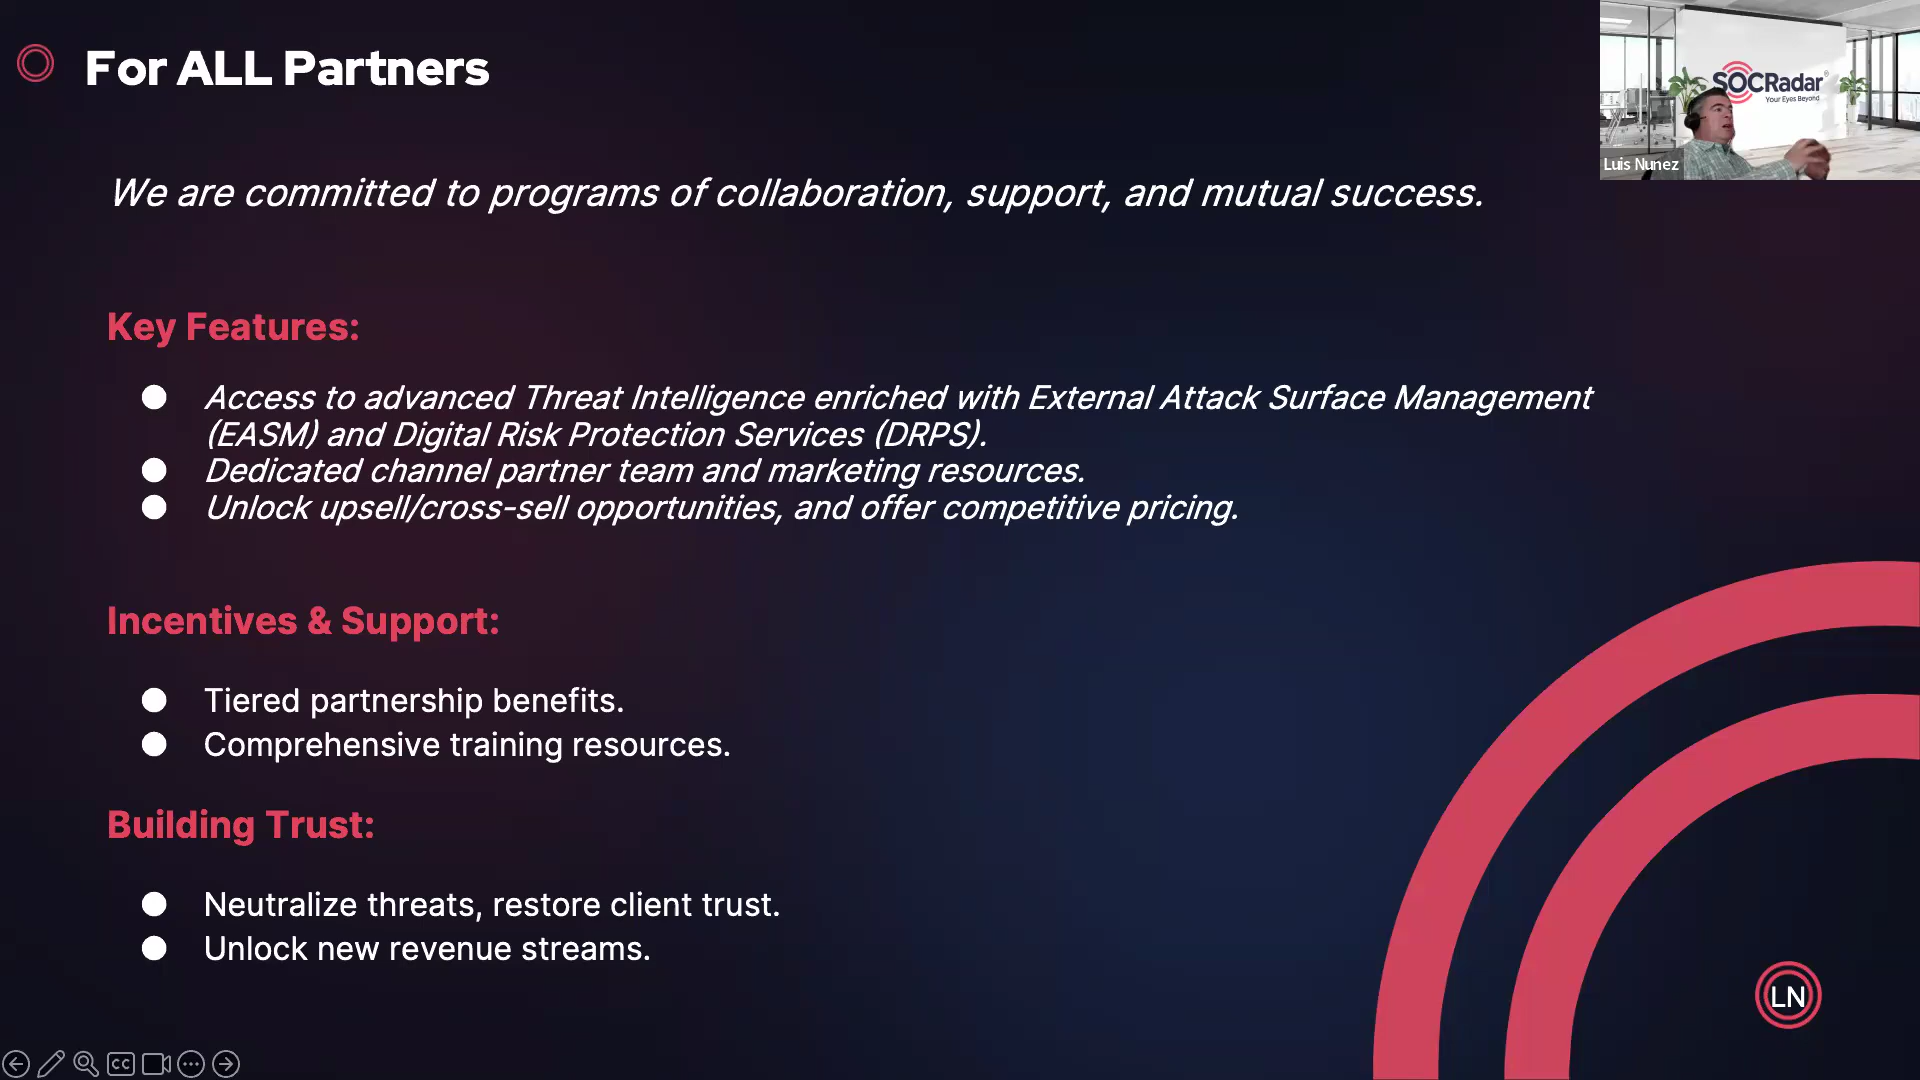 For ALL Partners
SOCRadar®
Your Eyes Beyond
Luis Nunez
We are committed to programs of collaboration, support, and mutual success.
Key Features:
Access to advanced Threat Intelligence enriched with External Attack Surface Management
(EASM) and Digital Risk Protection Services (DRPS).
Dedicated channel partner team and marketing resources.
Unlock upsell/cross-sell opportunities, and offer competitive pricing.
Incentives & Support:
Tiered partnership benefits.
Comprehensive training resources.
Building Trust:
Neutralize threats, restore client trust.
Unlock new revenue streams.
LN
CC